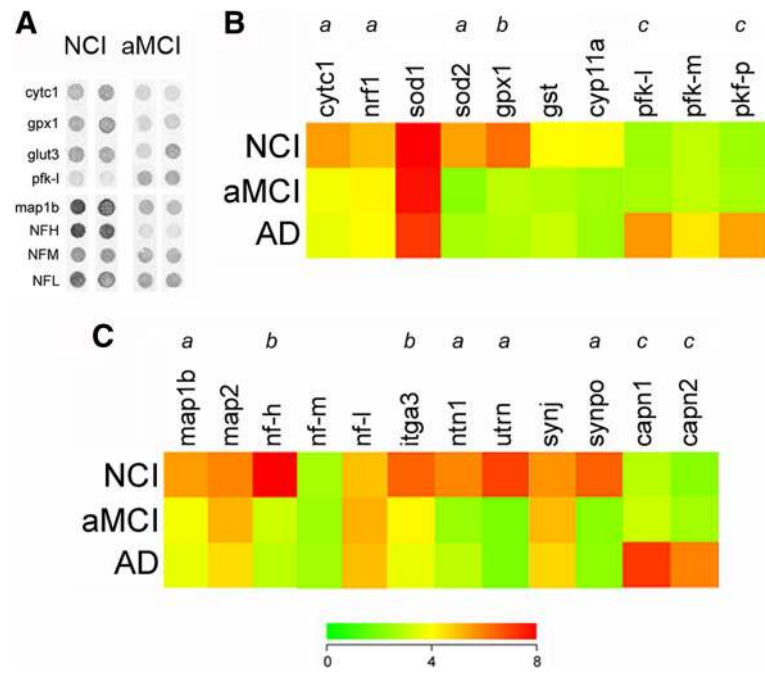 A
NCI aMCI
cytc1
gpx1
glut3
pfk-l
map1b
NFH
NFM
NFL
B
a a a b c c
cytc1 nrf1 sod1 sod2 gpx1 gst cyp11a pfk-l pfk-m pkf-p
NCI
aMCI
AD
C
a b b a a a c c
map1b map2 nf-h nf-m nf-l itga3 ntn1 utrn synj synpo capn1 capn2
NCI
aMCI
AD
0 4 8